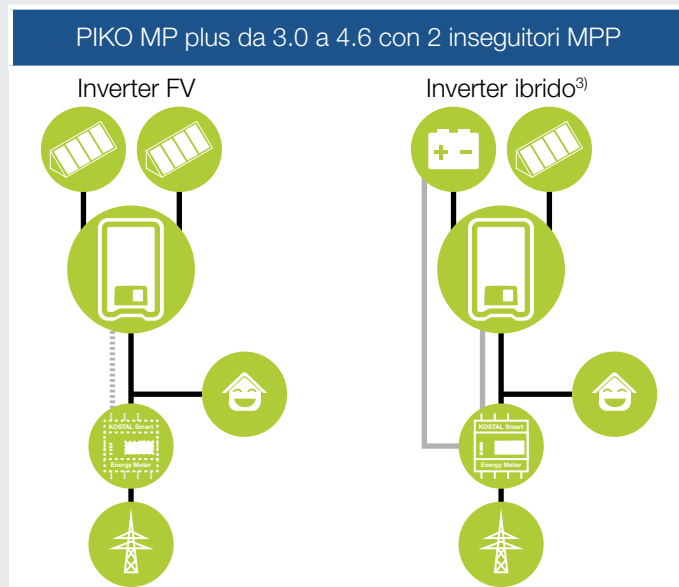 PIKO MP plus da 3.0 a 4.6 con 2 inseguitori MPP
Inverter FV
Inverter ibrido3)
KOSTAL Smart
Energy Meter
KOSTAL Smart
Energy Meter